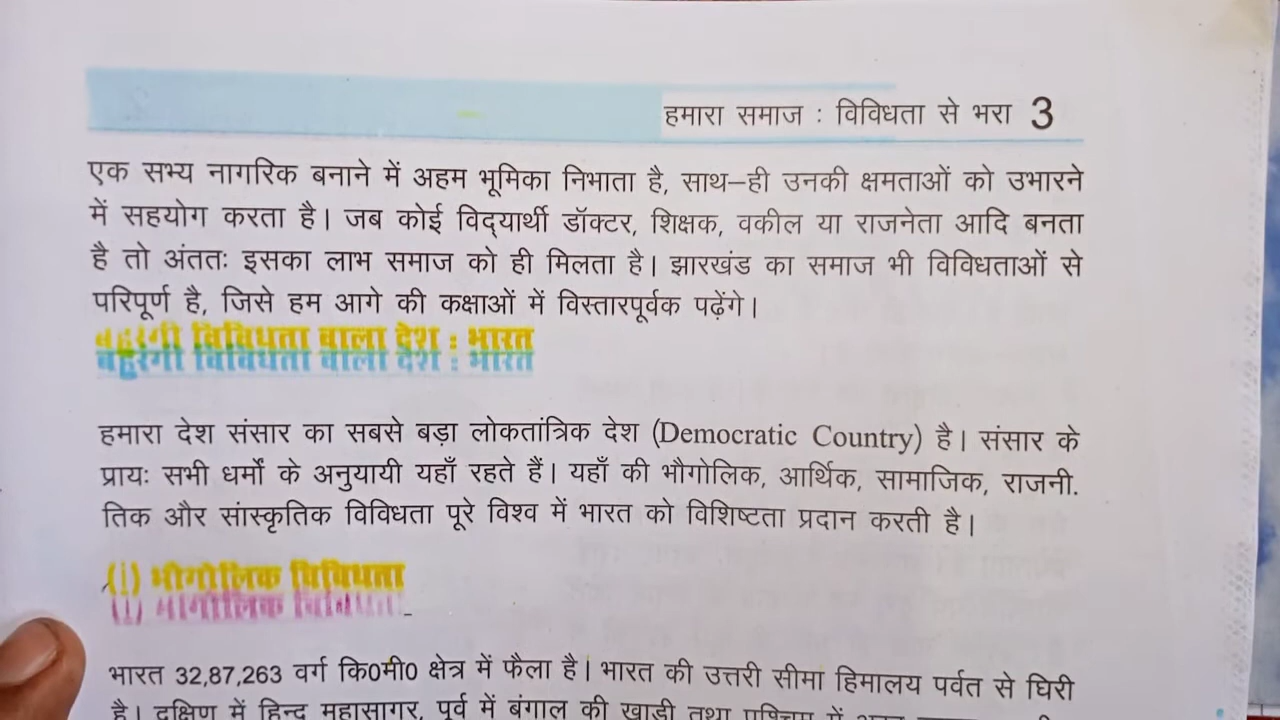 हमारा समाज : विविधता से भरा 3
एक सभ्य नागरिक बनाने में अहम भूमिका निभाता है, साथ–ही उनकी क्षमताओं को उभारने
में सहयोग करता है। जब कोई विद्‌यार्थी डॉक्टर, शिक्षक, वकील या राजनेता आदि बनता
है तो अंततः इसका लाभ समाज को ही मिलता है। झारखंड का समाज भी विविधताओं से
परिपूर्ण है, जिसे हम आगे की कक्षाओं में विस्तारपूर्वक पढ़ेंगे।
बहुरंगी विविधता वाला देश : भारत
हमारा देश संसार का सबसे बड़ा लोकतांत्रिक देश (Democratic Country) है। संसार के
प्रायः सभी धर्मों के अनुयायी यहाँ रहते हैं। यहाँ की भौगोलिक, आर्थिक, सामाजिक, राजनी.
तिक और सांस्कृतिक विविधता पूरे विश्व में भारत को विशिष्टता प्रदान करती है।
(i) भौगोलिक विविधता
भारत 32,87,263 वर्ग कि0मी0 क्षेत्र में फैला है। भारत की उत्तरी सीमा हिमालय पर्वत से घिरी
है। दक्षिण में हिन्द महासागर, पूर्व में बंगाल की खाड़ी तथा पश्चिम में